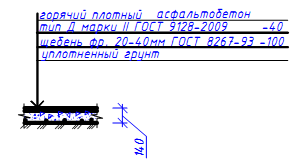 горячий плотный асфальтобетон
тип Д марки II ГОСТ 9128-2009 -40
щебень фр. 20-40мм ГОСТ 8267-93 -100
уплотненный грунт
140